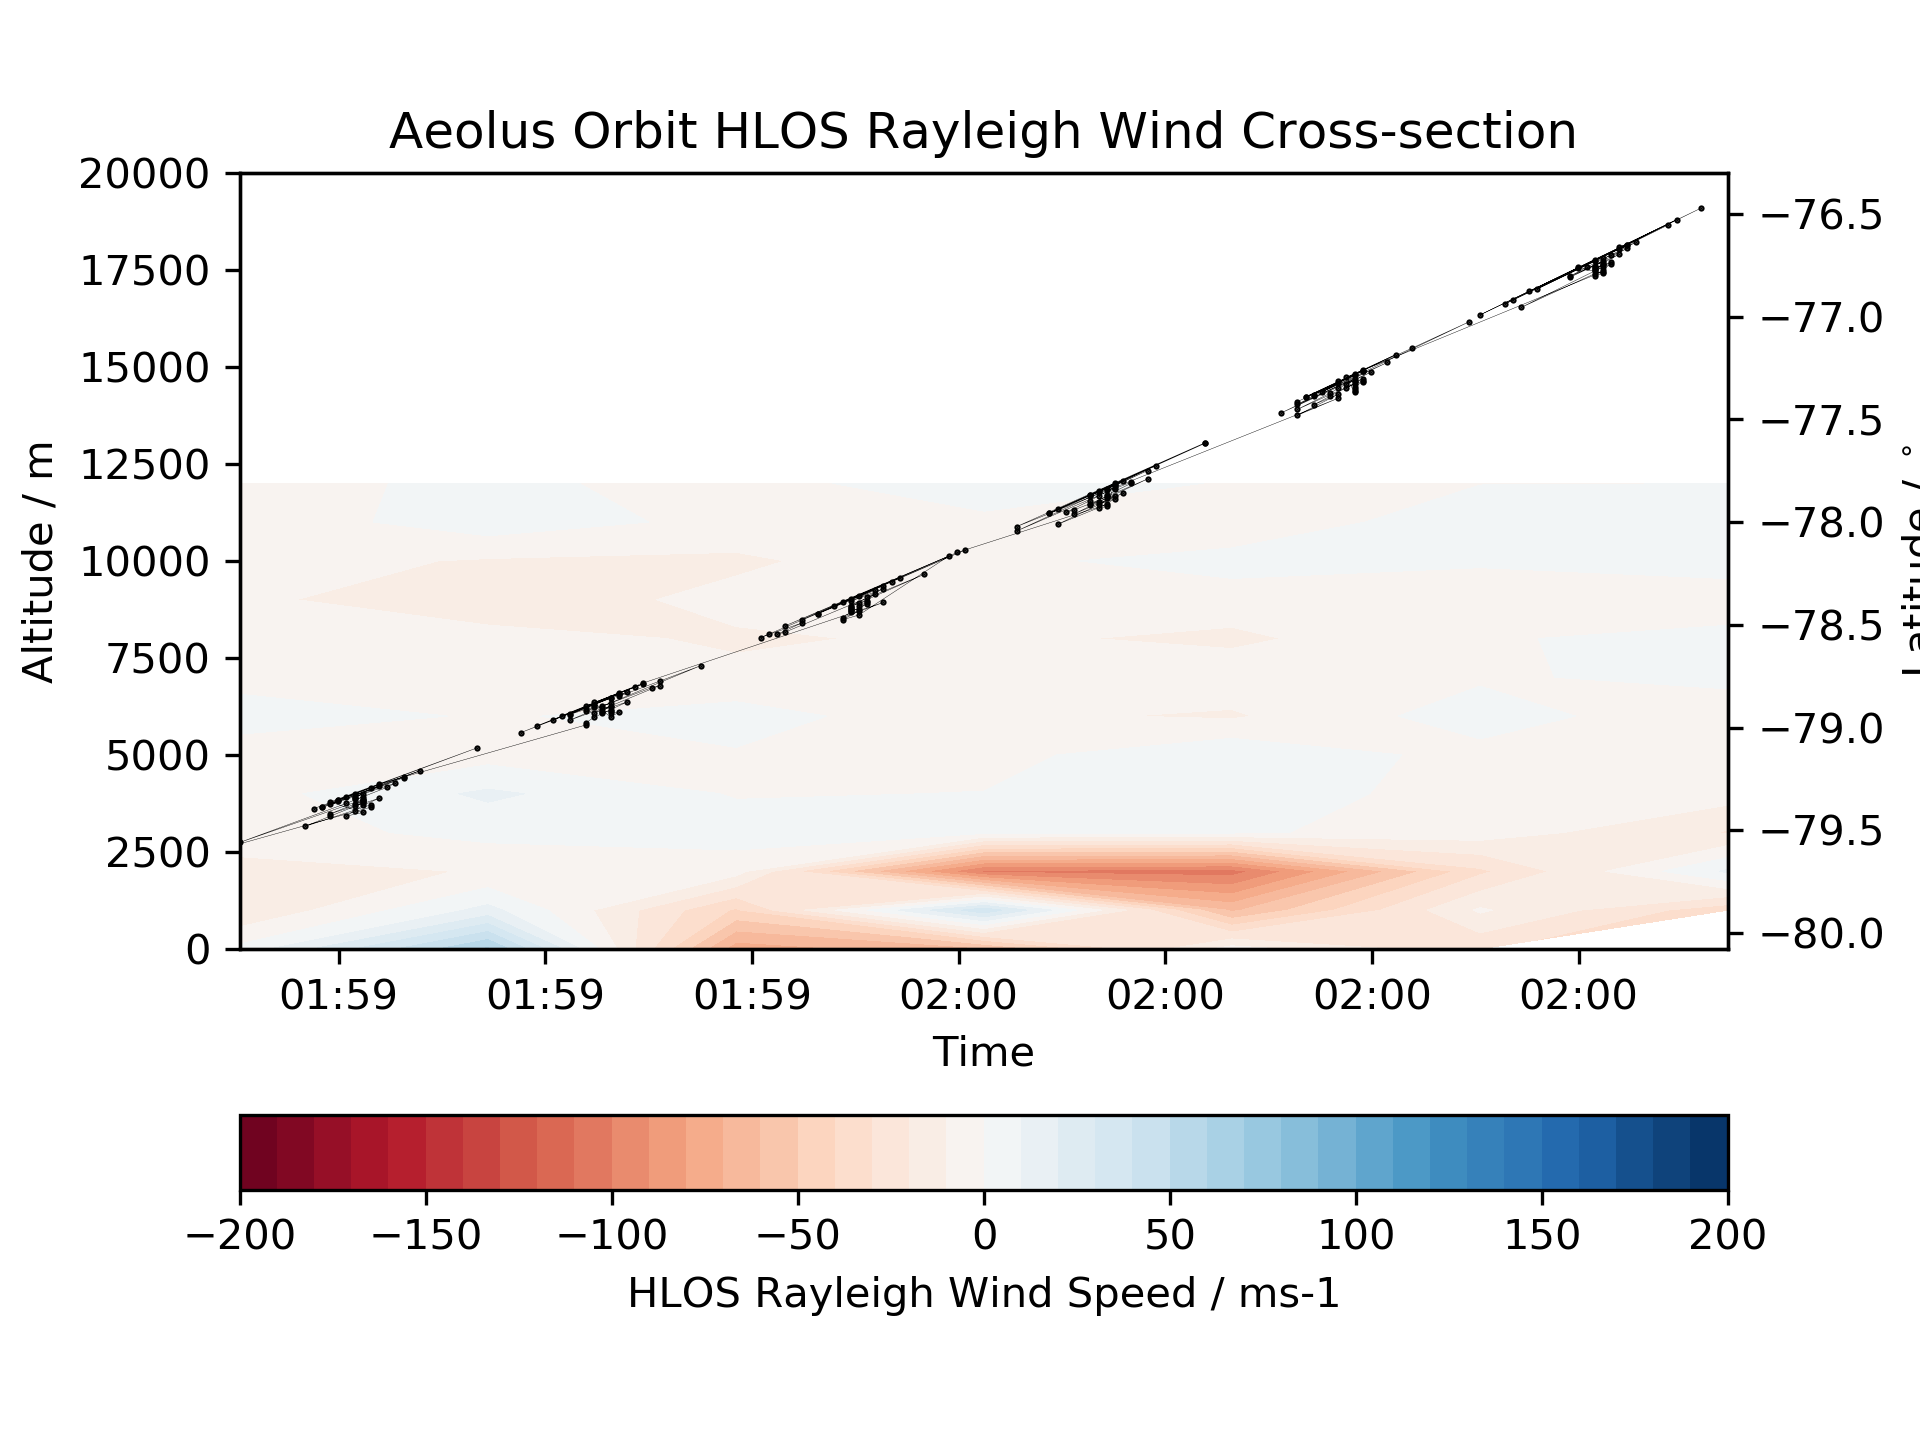 Aeolus Orbit HLOS Rayleigh Wind Cross-section
20000
17500
15000
12500
10000
7500
5000
2500
0
Altitude / m
−76.5
−77.0
−77.5
−78.0
−78.5
−79.0
−79.5
−80.0
Latitude / °
01:59 01:59 01:59 02:00 02:00 02:00 02:00
Time
−200 −150 −100 −50 0 50 100 150 200
HLOS Rayleigh Wind Speed / ms-1